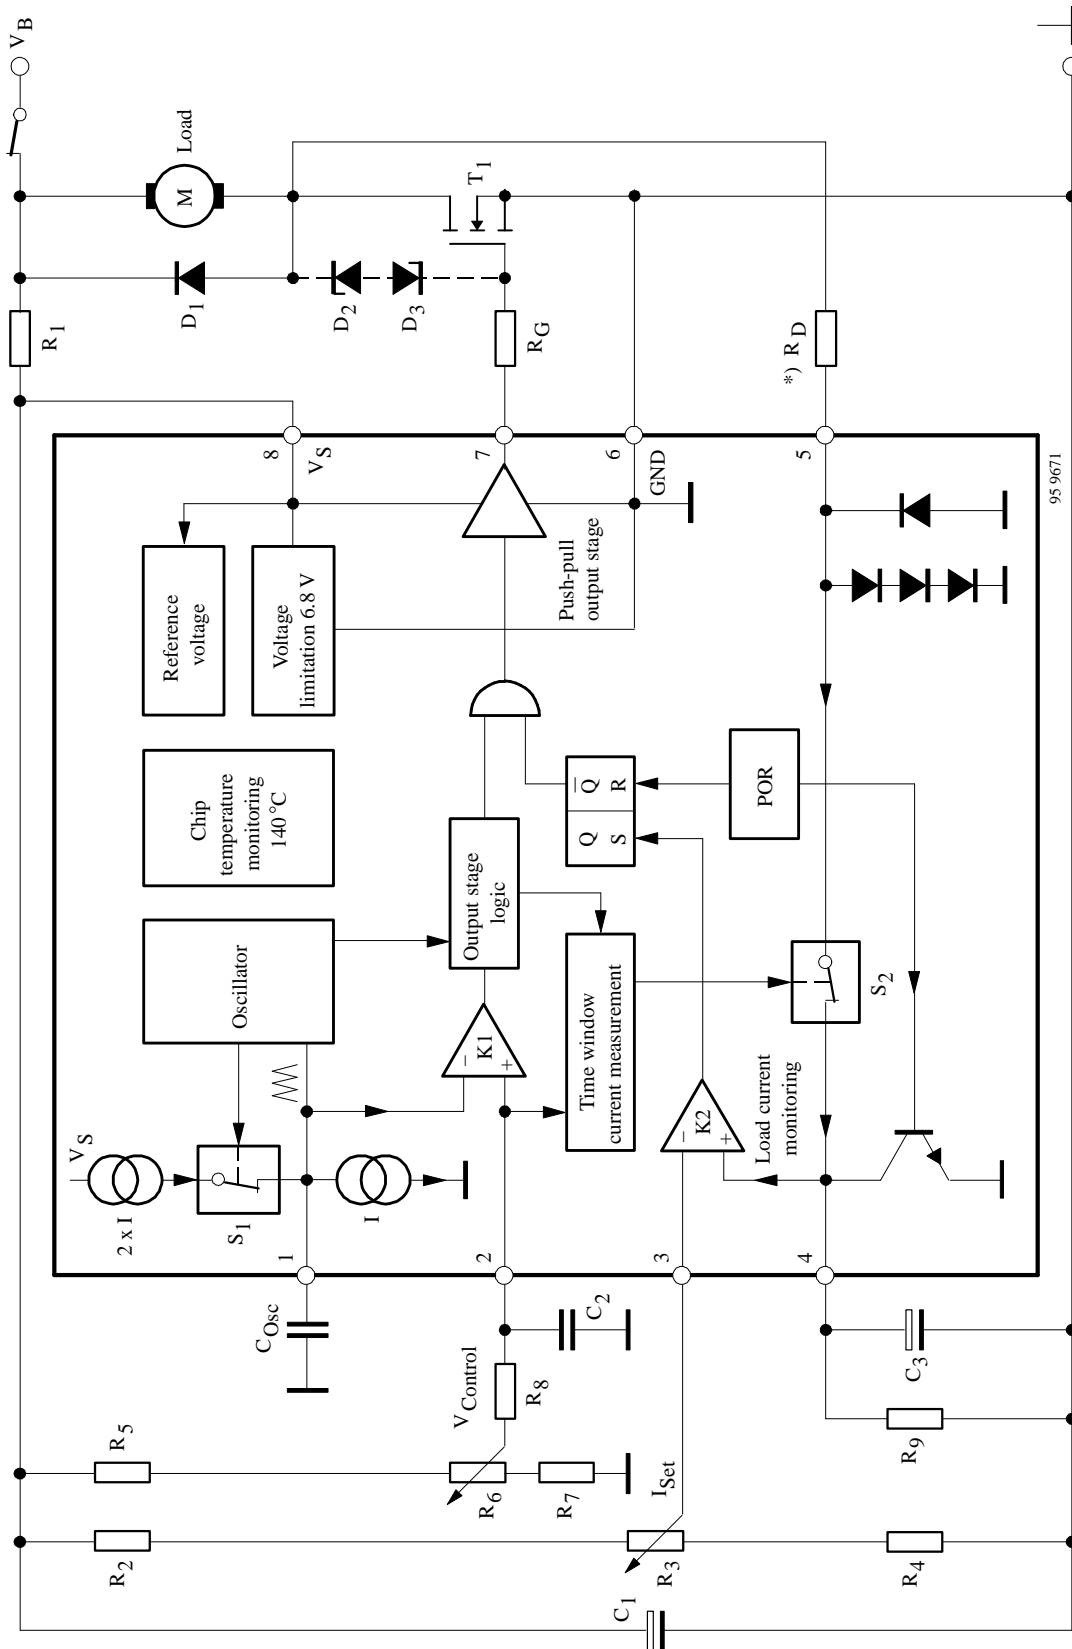 V_B
Load
M
D_1
D_2
D_3
T_1
R_1
R_G
*) R_D
8
V_S
7
6
GND
5
95 9671
Reference
voltage
Voltage
limitation 6.8 V
Push-pull
output stage
Chip
temperature
monitoring
140 °C
Oscillator
Output stage
logic
Q
Q̅
S
R
POR
Time window
current measurement
S_2
V_S
2 x I
S_1
I
K1
−
+
K2
−
+
Load current
monitoring
1
2
3
4
C_Osc
C_2
V_Control
R_8
C_3
R_9
R_5
R_6
R_7
I_Set
R_2
R_3
R_4
C_1